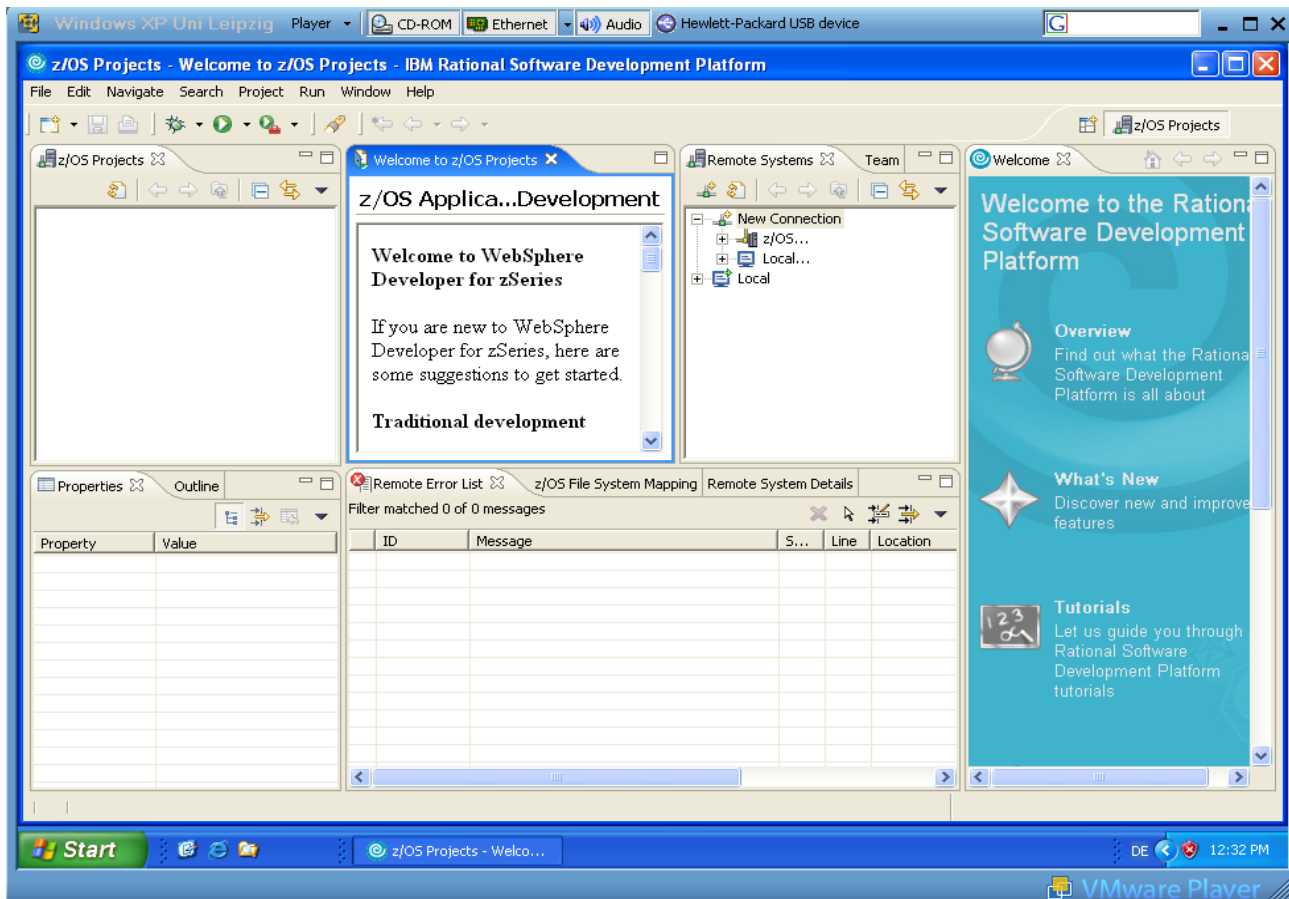 Windows XP Uni Leipzig Player CD-ROM Ethernet Audio Hewlett-Packard USB device G
z/OS Projects - Welcome to z/OS Projects - IBM Rational Software Development Platform
File Edit Navigate Search Project Run Window Help
z/OS Projects
z/OS Projects
Welcome to z/OS Projects
z/OS Applica...Development
Welcome to WebSphere
Developer for zSeries
If you are new to WebSphere
Developer for zSeries, here are
some suggestions to get started.
Traditional development
Remote Systems Team
New Connection
z/OS...
Local...
Local
Welcome
Welcome to the Rationa
Software Development
Platform
Overview
Find out what the Rationa
Software Development
Platform is all about
What's New
Discover new and improve
features
Tutorials
Let us guide you through
Rational Software
Development Platform
tutorials
Properties Outline
Property Value
Remote Error List z/OS File System Mapping Remote System Details
Filter matched 0 of 0 messages
ID Message S... Line Location
Start z/OS Projects - Welco... DE 12:32 PM
VMware Player